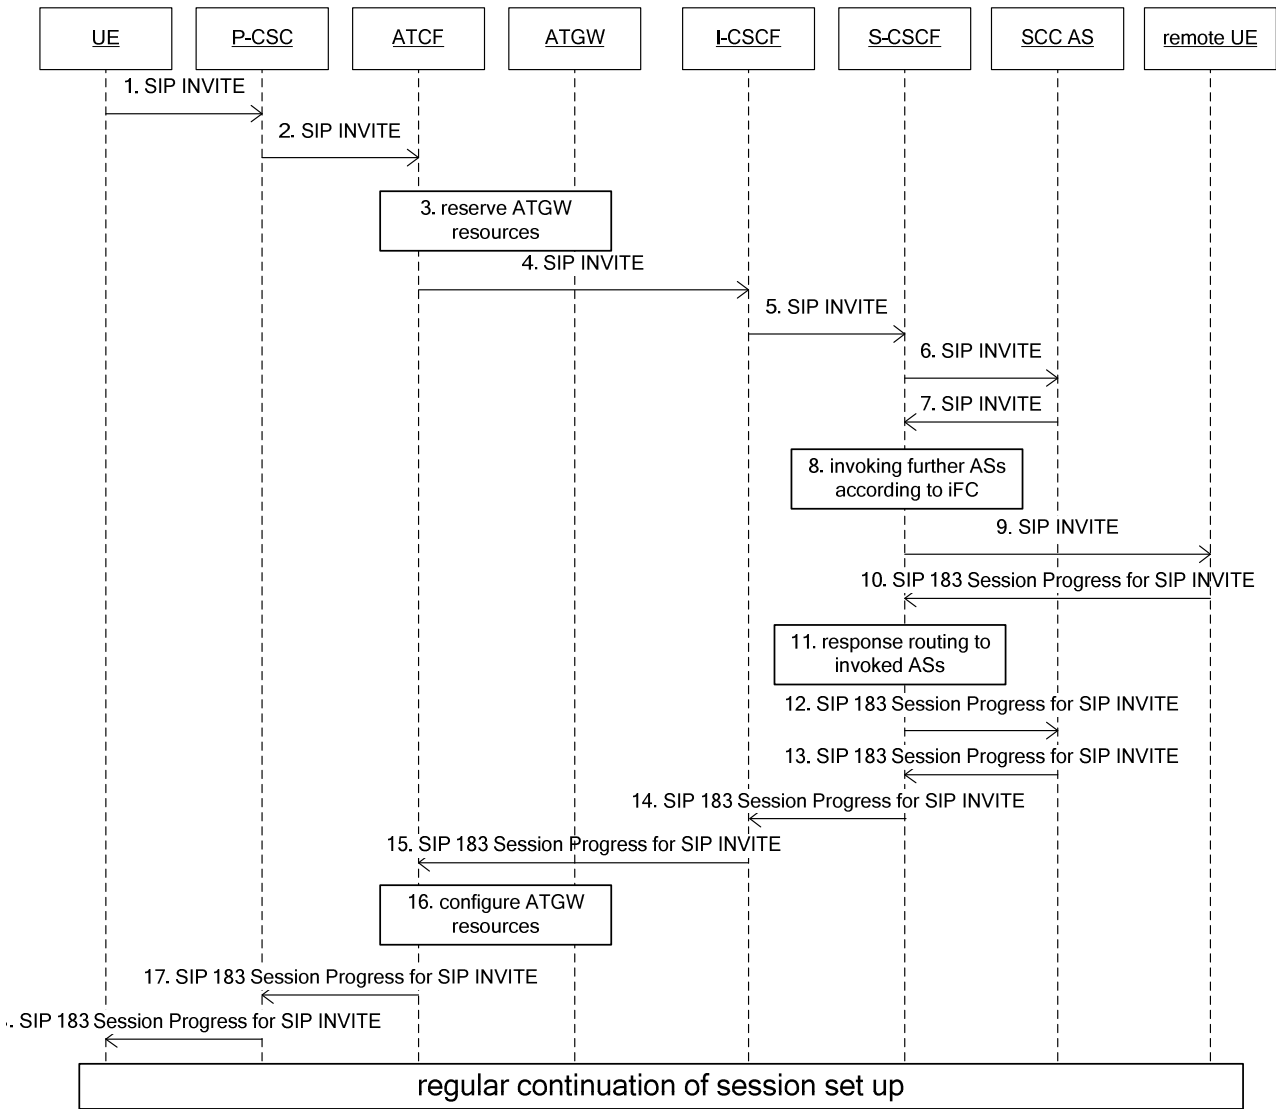 UE
P-CSC
ATCF
ATGW
I-CSCF
S-CSCF
SCC AS
remote UE
1. SIP INVITE
2. SIP INVITE
3. reserve ATGW
resources
4. SIP INVITE
5. SIP INVITE
6. SIP INVITE
7. SIP INVITE
8. invoking further ASs
according to iFC
9. SIP INVITE
10. SIP 183 Session Progress for SIP INVITE
11. response routing to
invoked ASs
12. SIP 183 Session Progress for SIP INVITE
13. SIP 183 Session Progress for SIP INVITE
14. SIP 183 Session Progress for SIP INVITE
15. SIP 183 Session Progress for SIP INVITE
16. configure ATGW
resources
17. SIP 183 Session Progress for SIP INVITE
. SIP 183 Session Progress for SIP INVITE
regular continuation of session set up